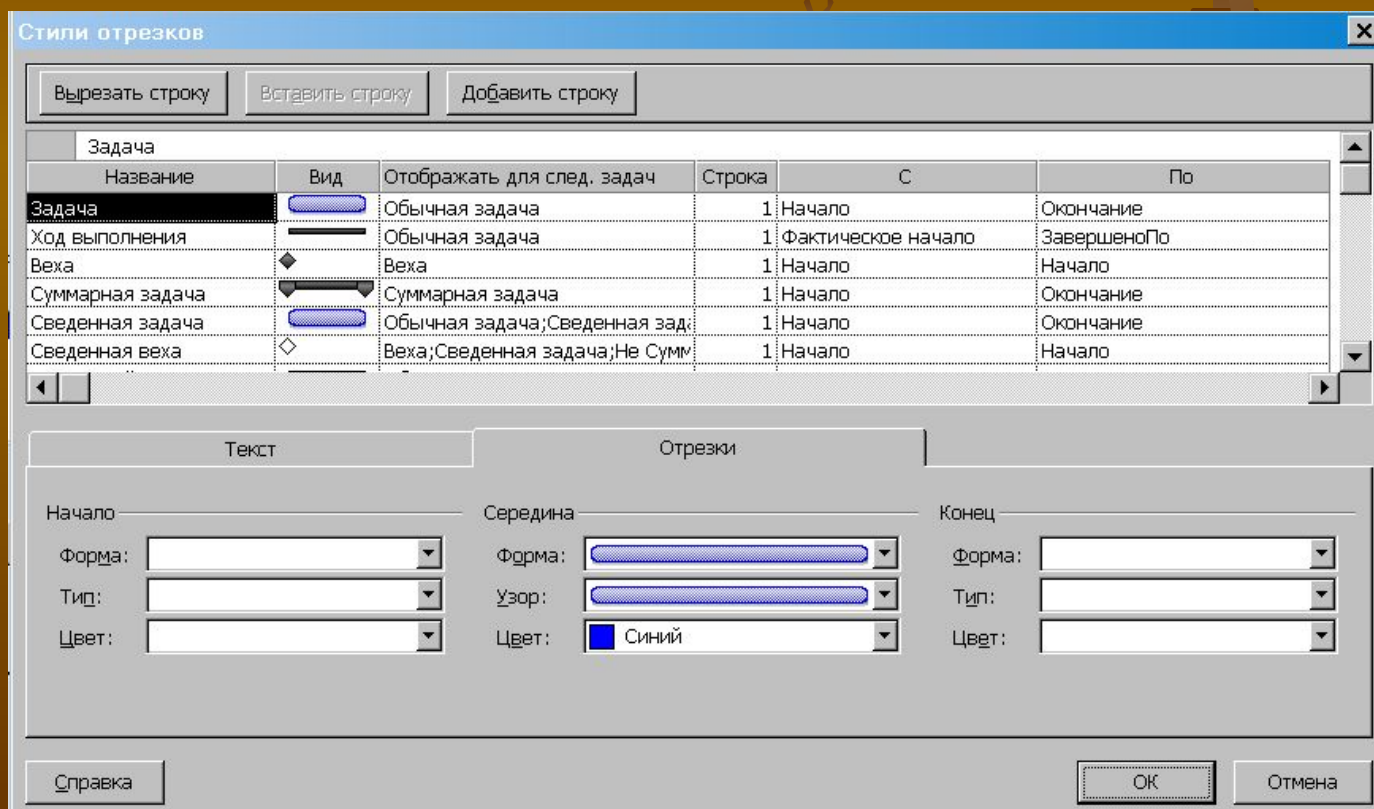 Стили отрезков
Вырезать строку Вставить строку Добавить строку
Задача
Название Вид Отображать для след. задач Строка С По
Задача Обычная задача 1 Начало Окончание
Ход выполнения Обычная задача 1 Фактическое начало ЗавершеноПо
Веха Веха 1 Начало Начало
Суммарная задача Суммарная задача 1 Начало Окончание
Сведенная задача Обычная задача;Сведенная зада 1 Начало Окончание
Сведенная веха Веха;Сведенная задача;Не Сумм 1 Начало Начало
Текст Отрезки
Начало Середина Конец
Форма: Форма: Форма:
Тип: Узор: Тип:
Цвет: Цвет: Синий Цвет:
Справка ОК Отмена